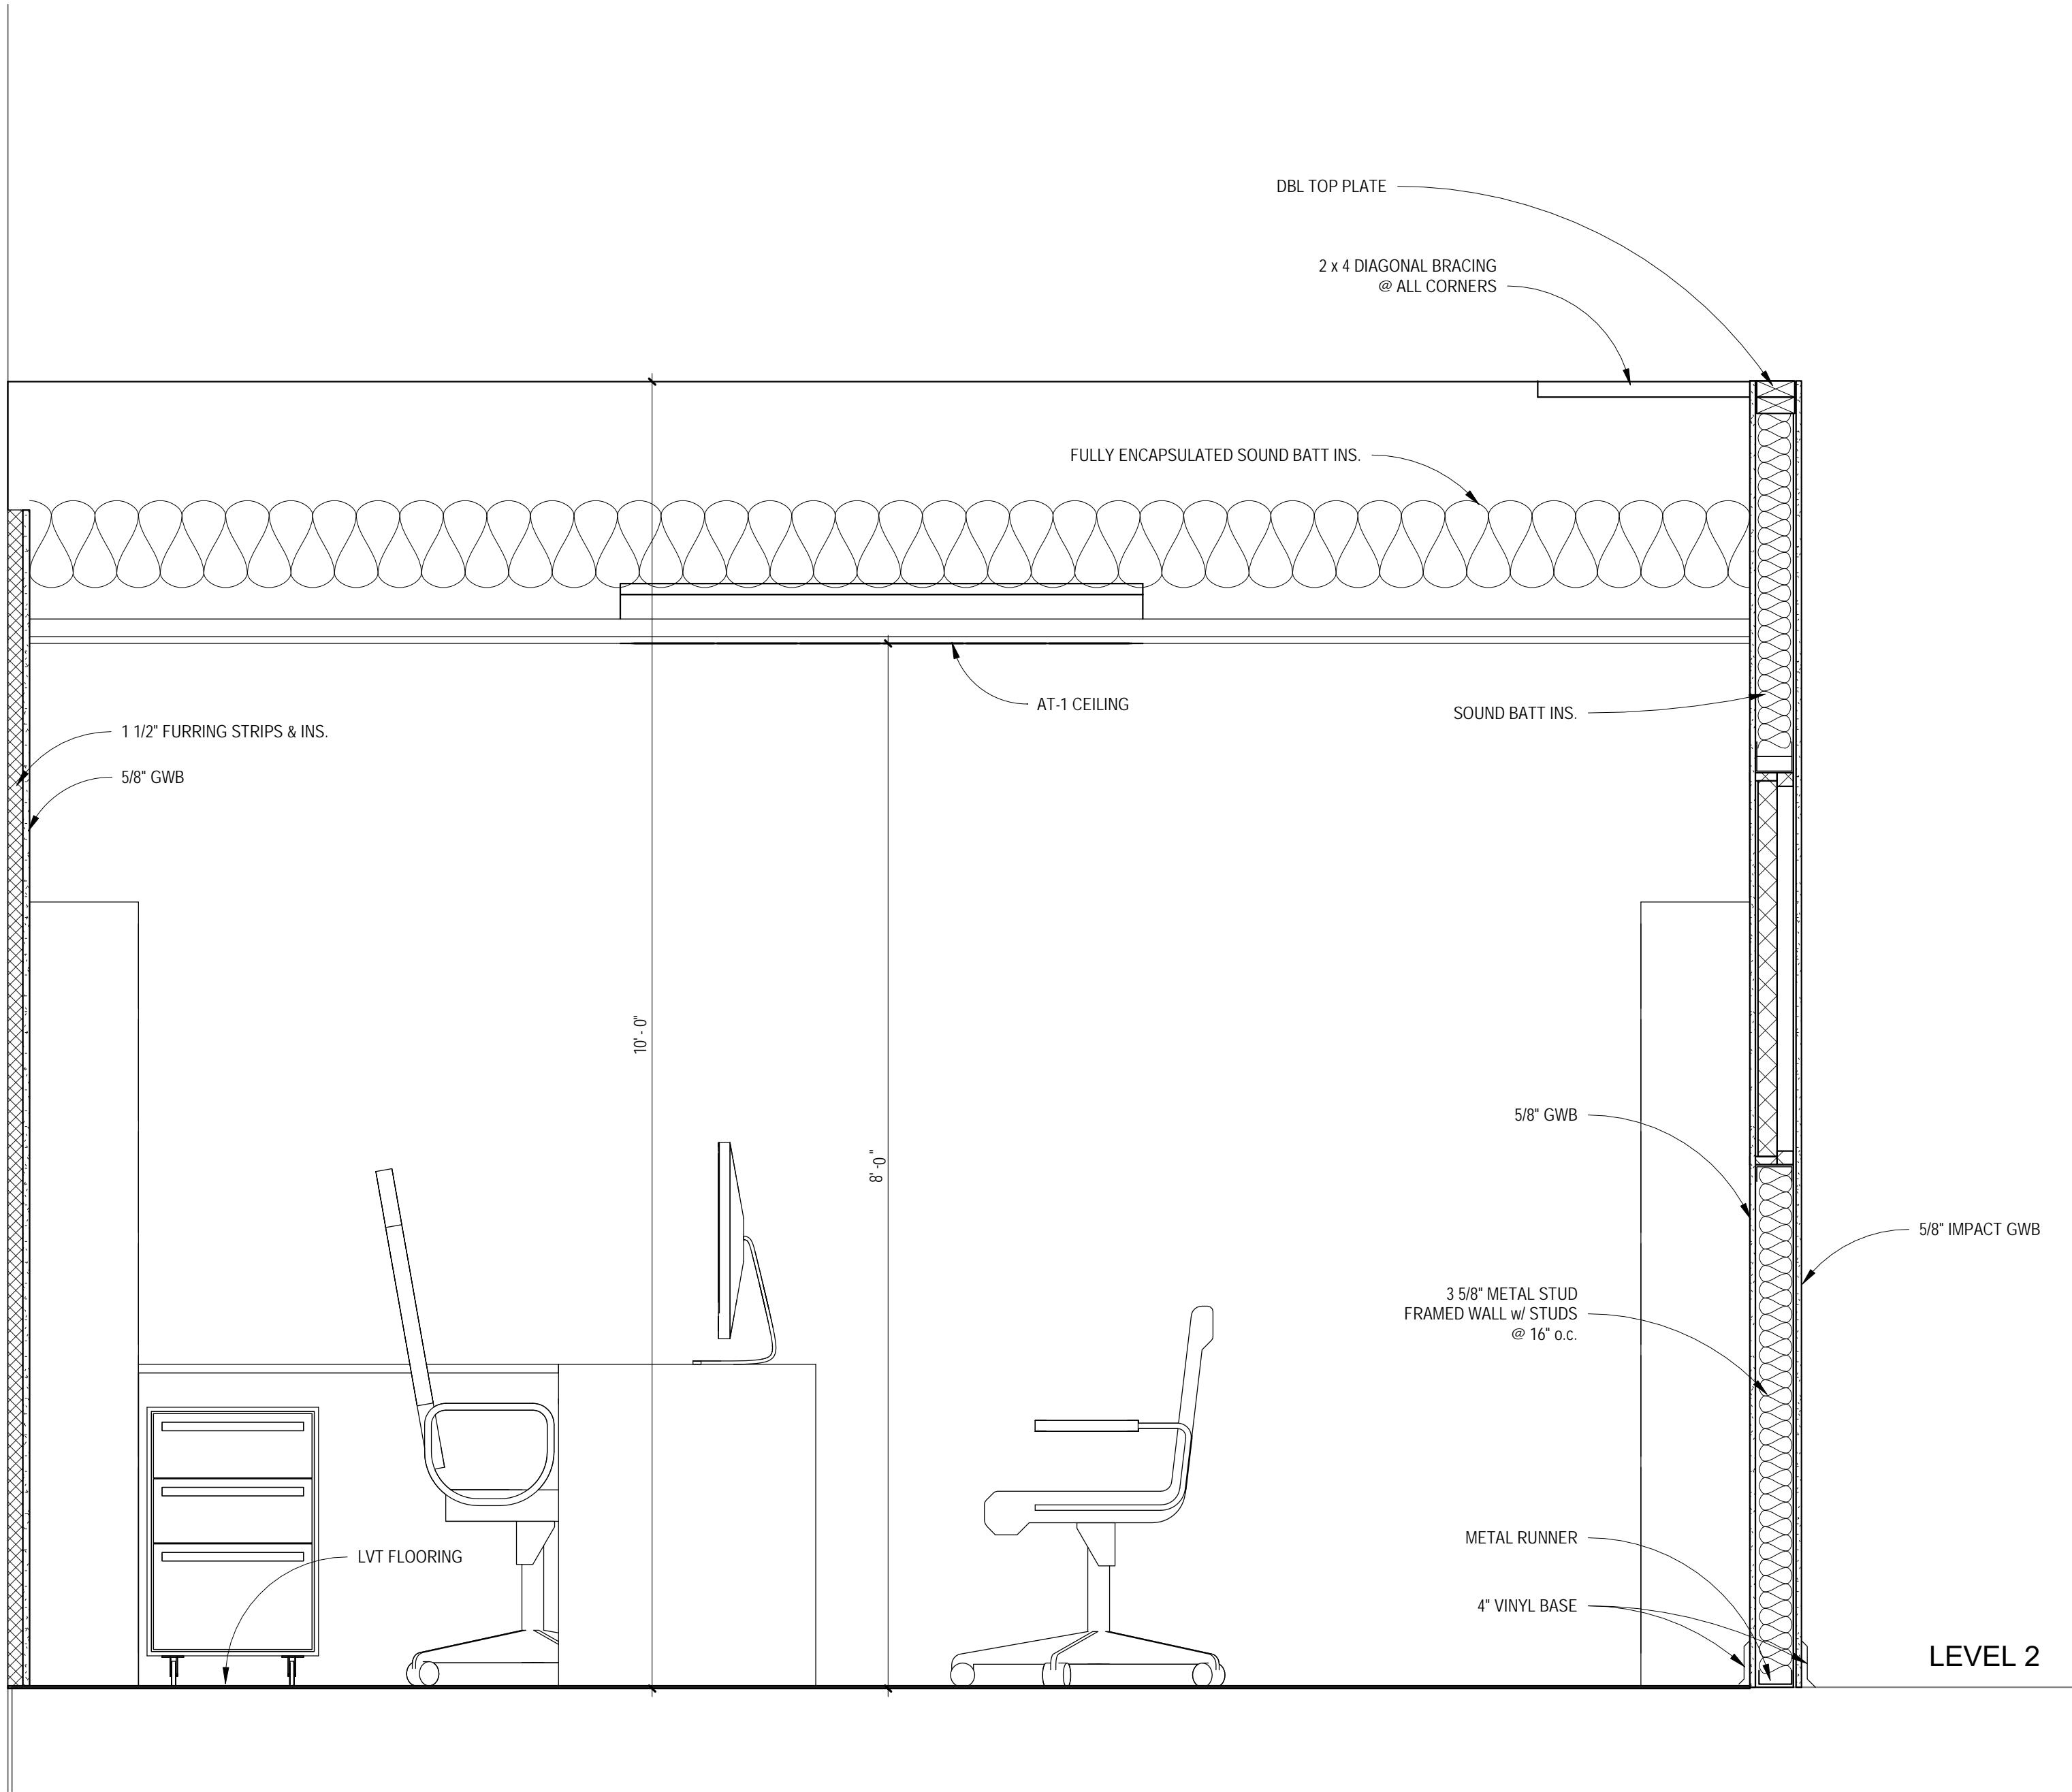 DBL TOP PLATE
2 x 4 DIAGONAL BRACING
@ ALL CORNERS
FULLY ENCAPSULATED SOUND BATT INS.
AT-1 CEILING
SOUND BATT INS.
1 1/2" FURRING STRIPS & INS.
5/8" GWB
10' - 0"
8' -0 "
5/8" GWB
5/8" IMPACT GWB
3 5/8" METAL STUD
FRAMED WALL w/ STUDS
@ 16" o.c.
METAL RUNNER
LVT FLOORING
4" VINYL BASE
LEVEL 2